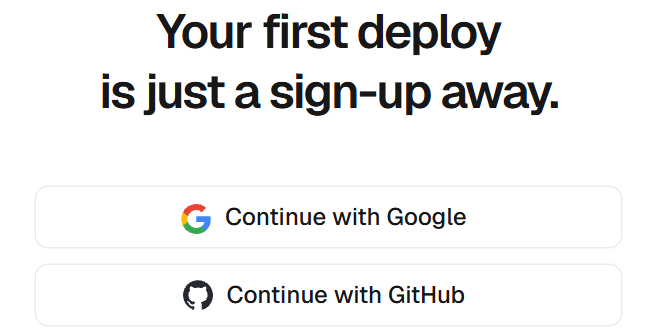 Your first deploy
is just a sign-up away.
Continue with Google
Continue with GitHub